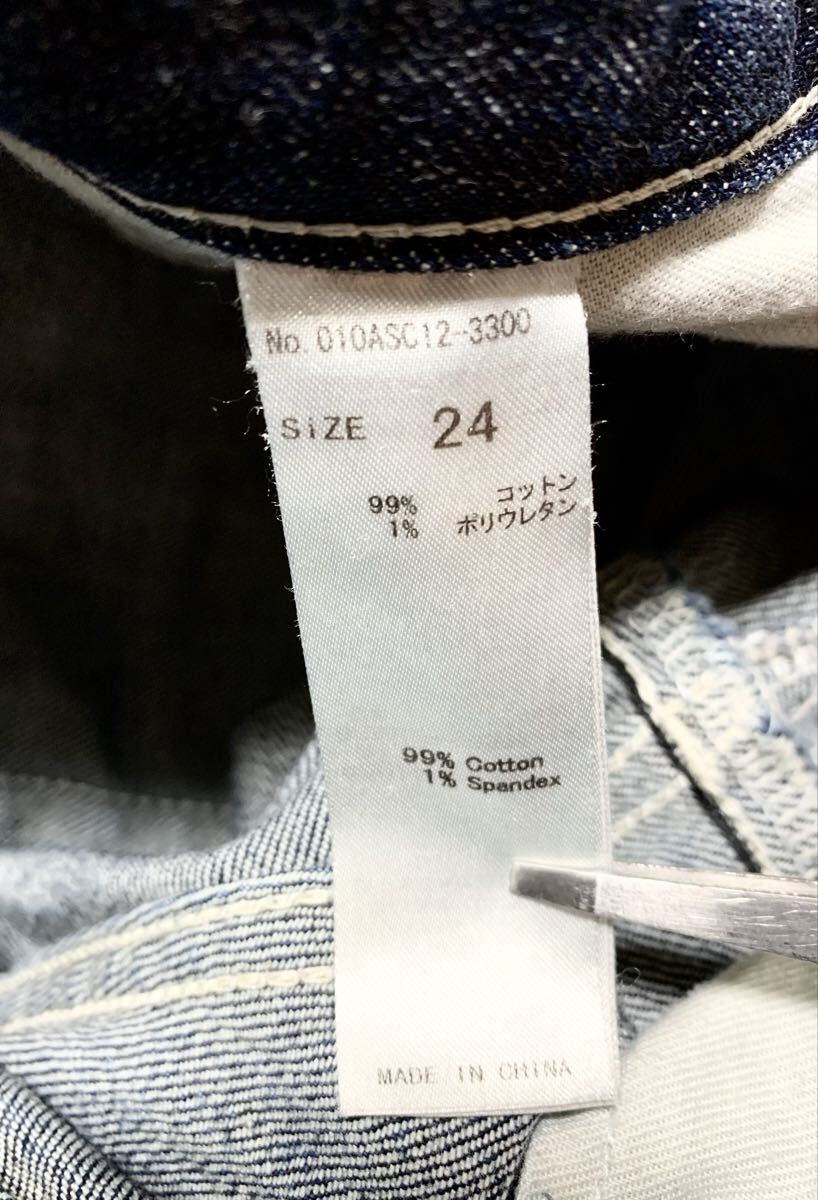 No. 010ASC12-3300
SiZE 24
99% コットン
1% ポリウレタン
99% Cotton
1% Spandex
MADE IN CHINA